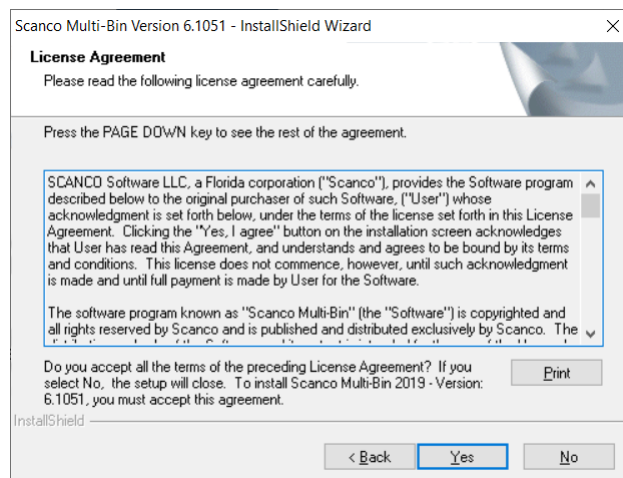 Scanco Multi-Bin Version 6.1051 - InstallShield Wizard
License Agreement
Please read the following license agreement carefully.
Press the PAGE DOWN key to see the rest of the agreement.
SCANCO Software LLC, a Florida corporation ("Scanco"), provides the Software program
described below to the original purchaser of such Software, ("User") whose
acknowledgment is set forth below, under the terms of the license set forth in this License
Agreement.  Clicking the "Yes, I agree" button on the installation screen acknowledges
that User has read this Agreement, and understands and agrees to be bound by its terms
and conditions.  This license does not commence, however, until such acknowledgment
is made and until full payment is made by User for the Software.
The software program known as "Scanco Multi-Bin" (the "Software") is copyrighted and
all rights reserved by Scanco and is published and distributed exclusively by Scanco.  The
Do you accept all the terms of the preceding License Agreement?  If you
select No,  the setup will close.  To install Scanco Multi-Bin 2019 - Version:
6.1051, you must accept this agreement.
Print
InstallShield
< Back
Yes
No